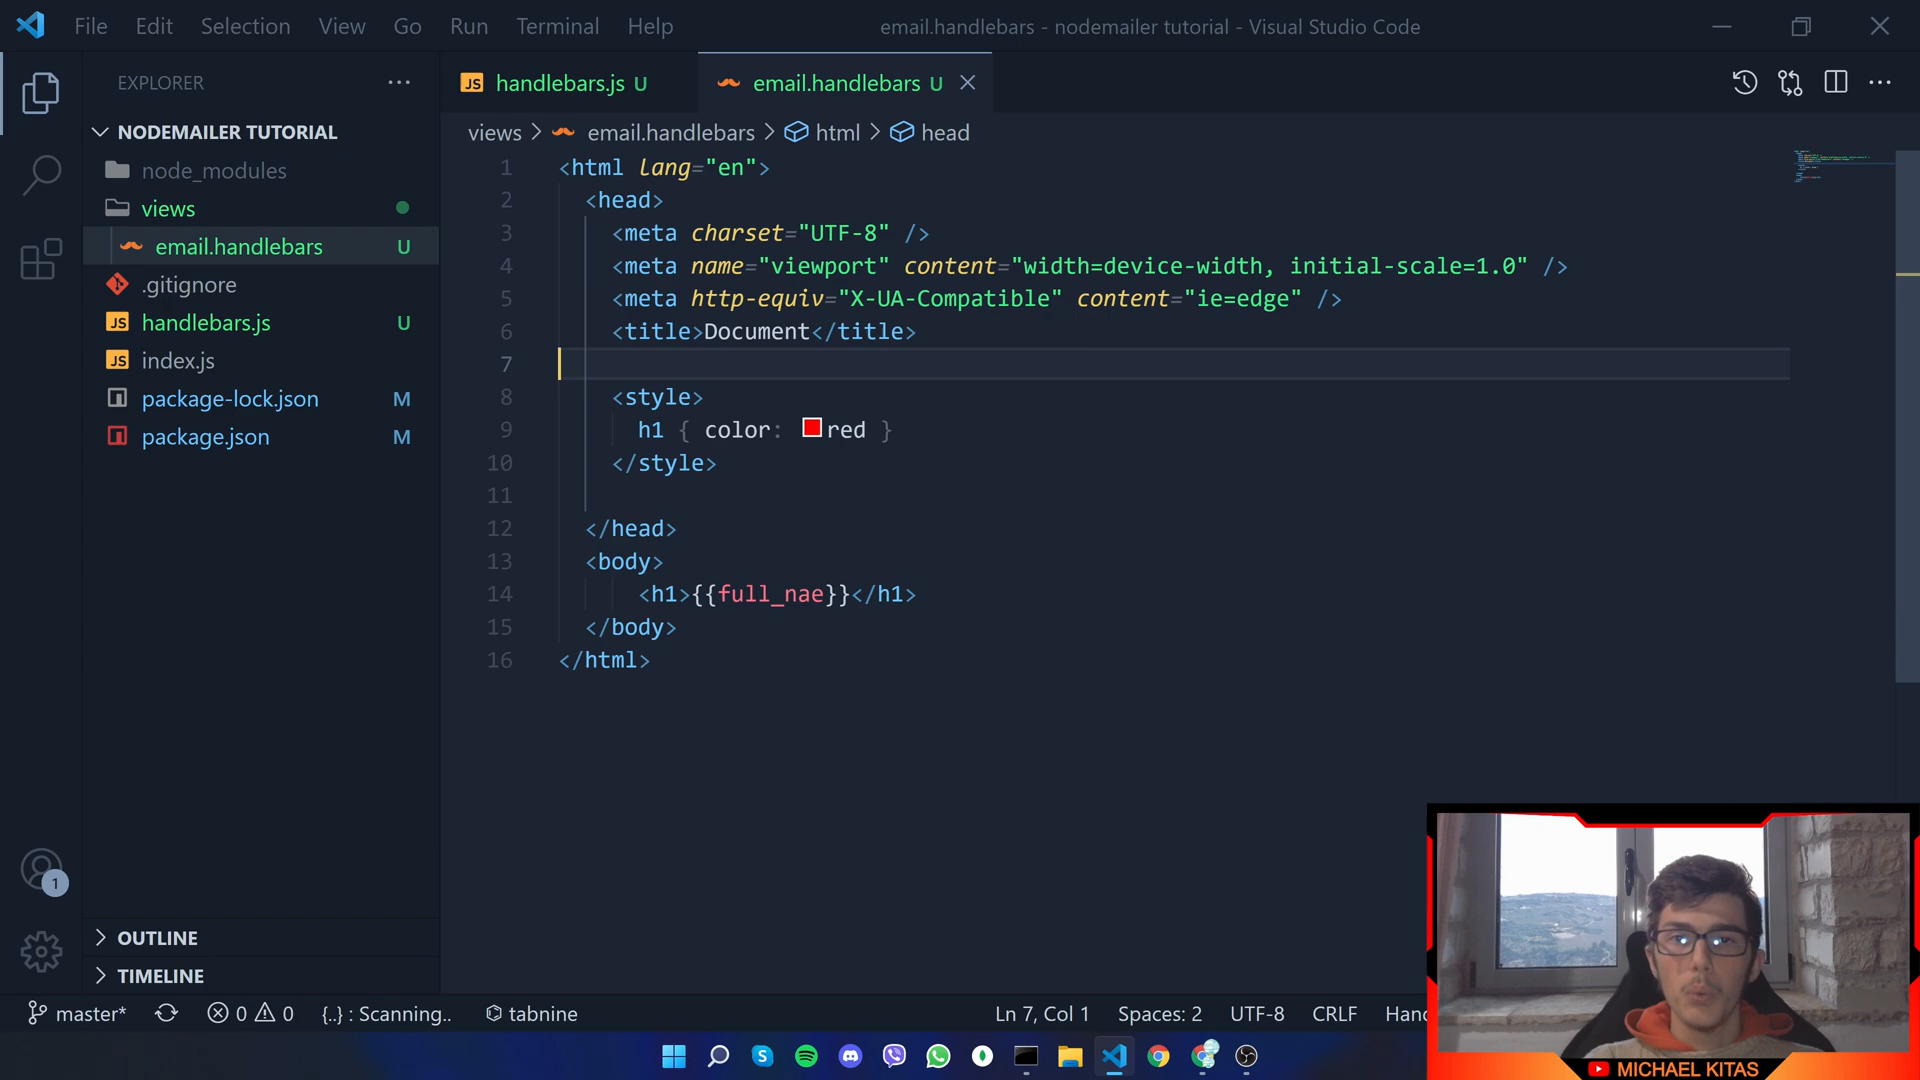 File Edit Selection View Go Run Terminal Help
email.handlebars - nodemailer tutorial - Visual Studio Code
EXPLORER
NODEMAILER TUTORIAL
node_modules
views
email.handlebars U
.gitignore
JS handlebars.js U
JS index.js
package-lock.json M
package.json M
OUTLINE
TIMELINE
1
JS handlebars.js U
email.handlebars U
views > email.handlebars > html > head
1 <html lang="en">
2 <head>
3 <meta charset="UTF-8" />
4 <meta name="viewport" content="width=device-width, initial-scale=1.0" />
5 <meta http-equiv="X-UA-Compatible" content="ie=edge" />
6 <title>Document</title>
7
8 <style>
9 h1 { color: red }
10 </style>
11
12 </head>
13 <body>
14 <h1>{{full_nae}}</h1>
15 </body>
16 </html>
master* 0 0 {..} : Scanning.. tabnine Ln 7, Col 1 Spaces: 2 UTF-8 CRLF Hand
MICHAEL KITAS